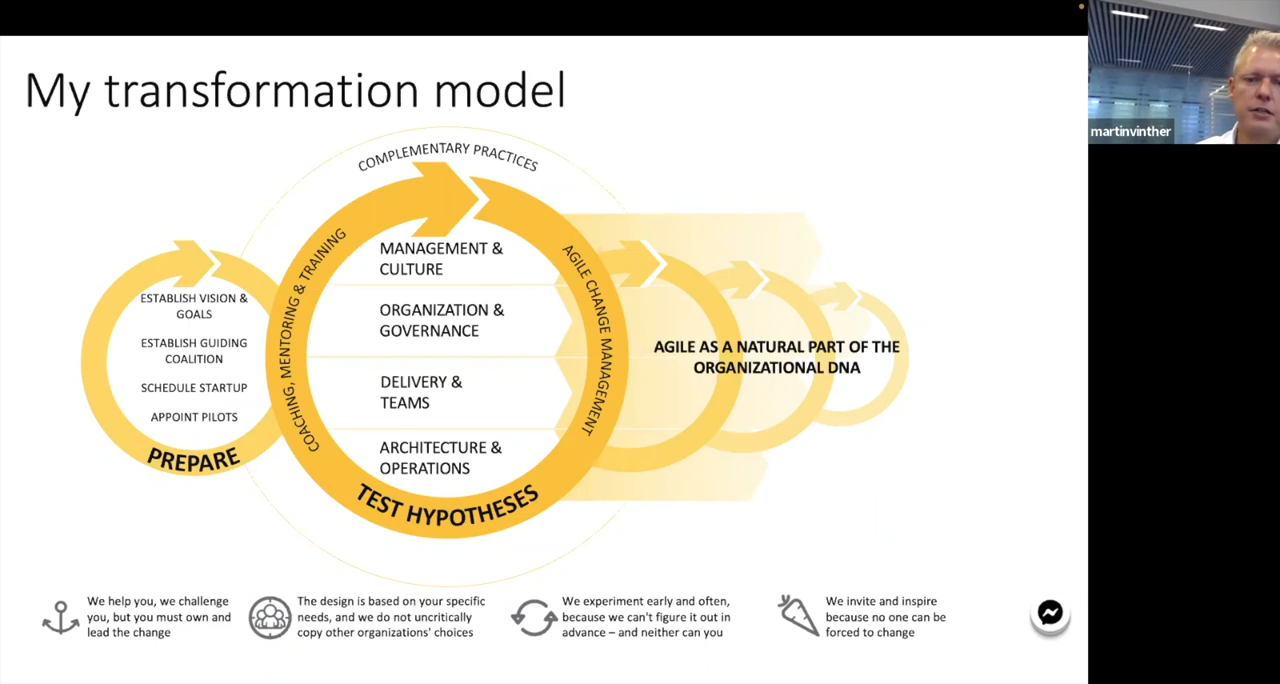 My transformation model
martinvinther
COMPLEMENTARY PRACTICES
COACHING, MENTORING & TRAINING
AGILE CHANGE MANAGEMENT
ESTABLISH VISION &
GOALS
ESTABLISH GUIDING
COALITION
SCHEDULE STARTUP
APPOINT PILOTS
PREPARE
MANAGEMENT &
CULTURE
ORGANIZATION &
GOVERNANCE
DELIVERY &
TEAMS
ARCHITECTURE &
OPERATIONS
TEST HYPOTHESES
AGILE AS A NATURAL PART OF THE
ORGANIZATIONAL DNA
We help you, we challenge
you, but you must own and
lead the change
The design is based on your specific
needs, and we do not uncritically
copy other organizations' choices
We experiment early and often,
because we can't figure it out in
advance – and neither can you
We invite and inspire
because no one can be
forced to change